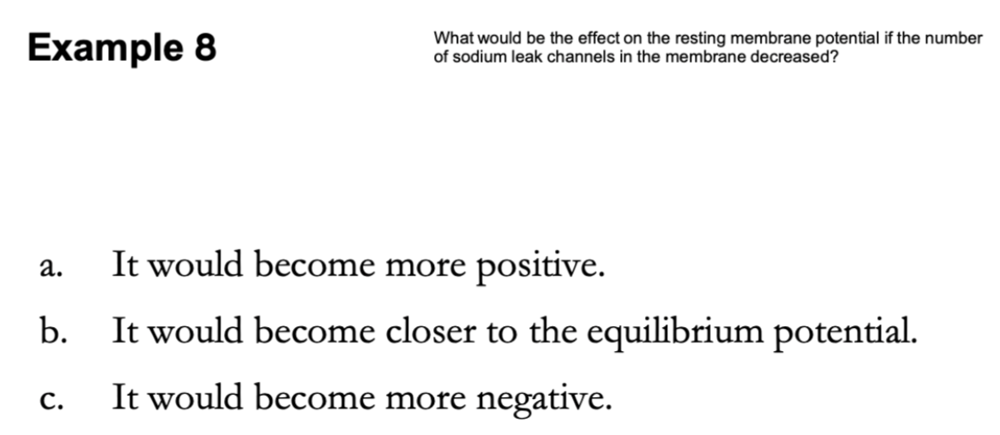 Example 8
What would be the effect on the resting membrane potential if the number
of sodium leak channels in the membrane decreased?
a. It would become more positive.
b. It would become closer to the equilibrium potential.
c. It would become more negative.